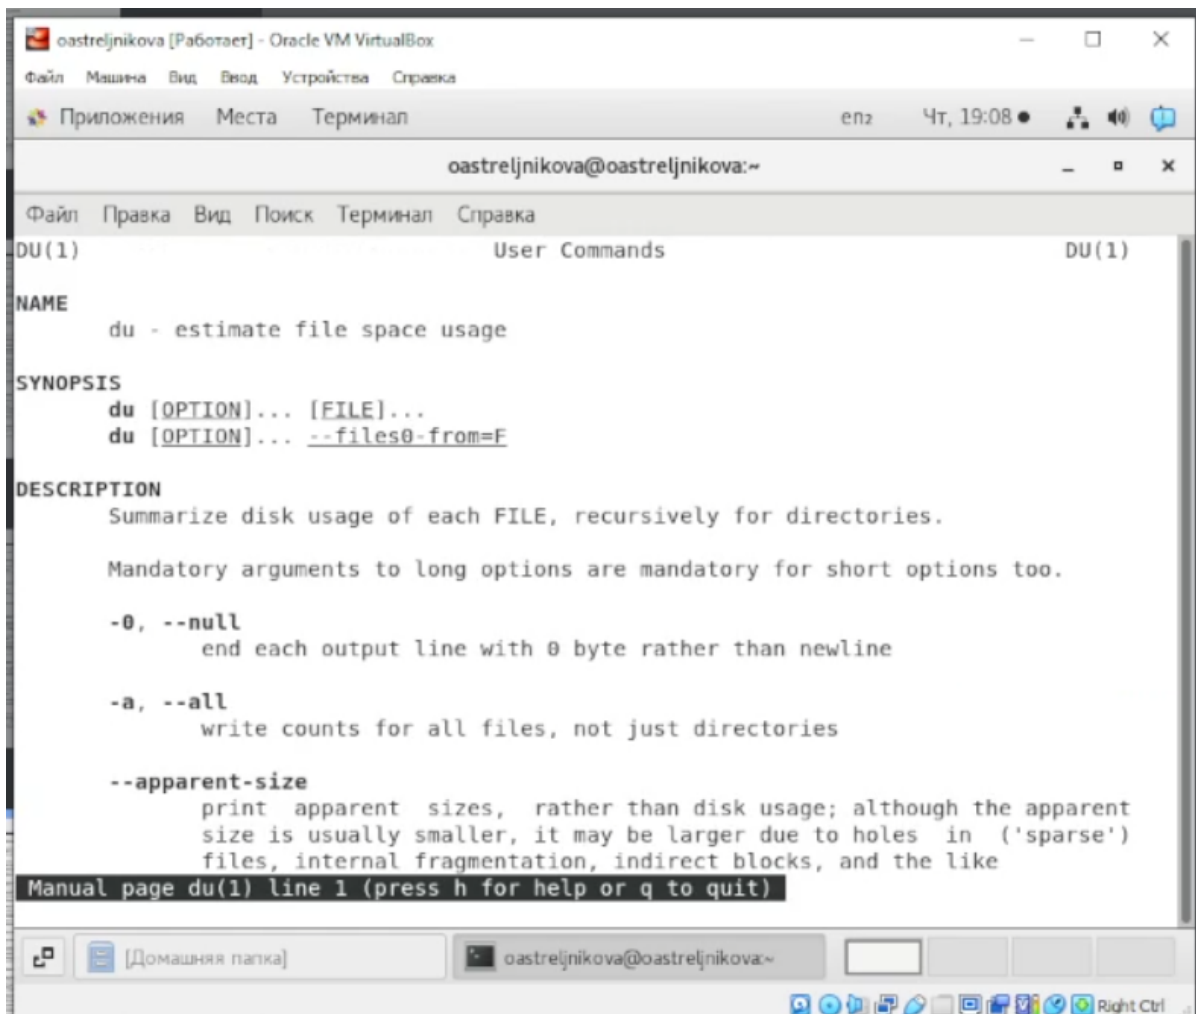 oastreljnikova [Работает] - Oracle VM VirtualBox
Файл Машина Вид Ввод Устройства Справка
Приложения Места Терминал en₂ Чт, 19:08
oastreljnikova@oastreljnikova:~
Файл Правка Вид Поиск Терминал Справка
DU(1) User Commands DU(1)
NAME
du - estimate file space usage
SYNOPSIS
du [OPTION]... [FILE]...
du [OPTION]... --files0-from=F
DESCRIPTION
Summarize disk usage of each FILE, recursively for directories.
Mandatory arguments to long options are mandatory for short options too.
-0, --null
end each output line with 0 byte rather than newline
-a, --all
write counts for all files, not just directories
--apparent-size
print apparent sizes, rather than disk usage; although the apparent
size is usually smaller, it may be larger due to holes in ('sparse')
files, internal fragmentation, indirect blocks, and the like
Manual page du(1) line 1 (press h for help or q to quit)
[Домашняя папка] oastreljnikova@oastreljnikova:~
Right Ctrl